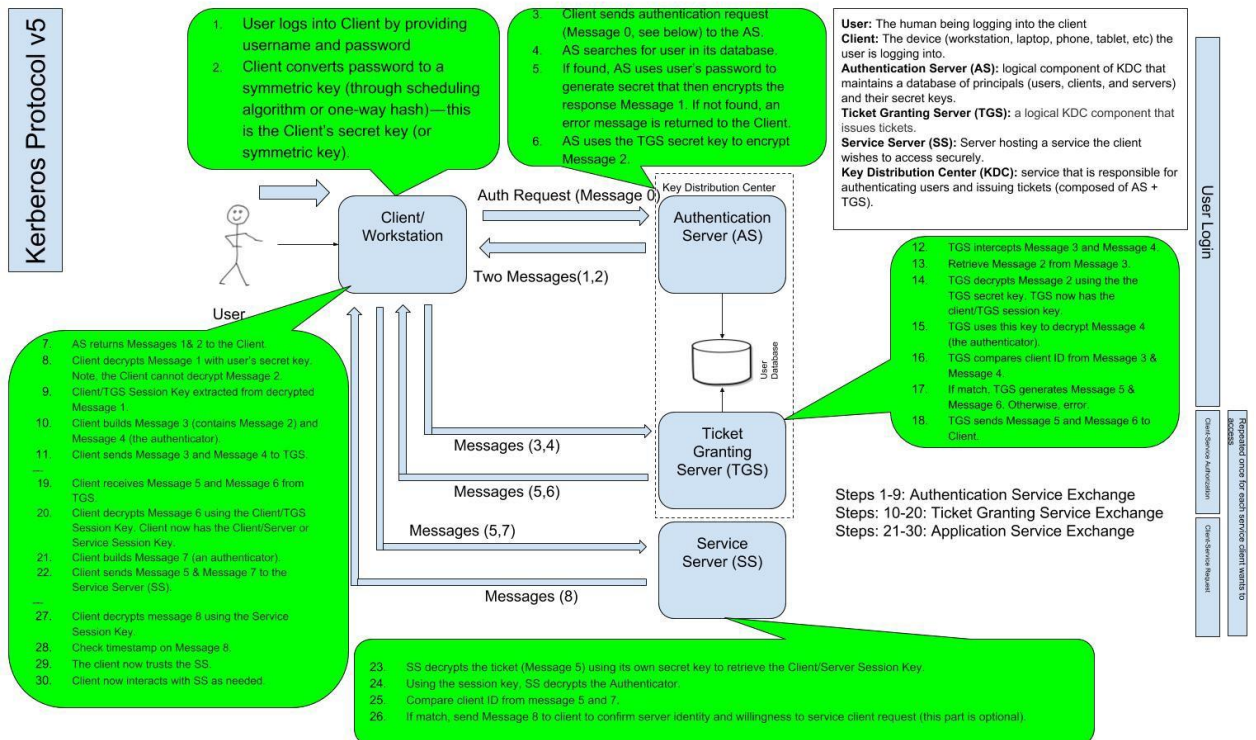 Kerberos Protocol v5
1. User logs into Client by providing
username and password
2. Client converts password to a
symmetric key (through scheduling
algorithm or one-way hash)—this
is the Client's secret key (or
symmetric key).
3. Client sends authentication request
(Message 0, see below) to the AS.
4. AS searches for user in its database.
5. If found, AS uses user's password to
generate secret that then encrypts the
response Message 1. If not found, an
error message is returned to the Client.
6. AS uses the TGS secret key to encrypt
Message 2.
User: The human being logging into the client
Client: The device (workstation, laptop, phone, tablet, etc) the
user is logging into.
Authentication Server (AS): logical component of KDC that
maintains a database of principals (users, clients, and servers)
and their secret keys.
Ticket Granting Server (TGS): a logical KDC component that
issues tickets.
Service Server (SS): Server hosting a service the client
wishes to access securely.
Key Distribution Center (KDC): service that is responsible for
authenticating users and issuing tickets (composed of AS +
TGS).
User Login
Client/
Workstation
Auth Request (Message 0)
Two Messages(1,2)
Key Distribution Center
Authentication
Server (AS)
User
User
Database
12. TGS intercepts Message 3 and Message 4.
13. Retrieve Message 2 from Message 3.
14. TGS decrypts Message 2 using the the
TGS secret key. TGS now has the
client/TGS session key.
15. TGS uses this key to decrypt Message 4
(the authenticator).
16. TGS compares client ID from Message 3 &
Message 4.
17. If match, TGS generates Message 5 &
Message 6. Otherwise, error.
18. TGS sends Message 5 and Message 6 to
Client.
7. AS returns Messages 1& 2 to the Client.
8. Client decrypts Message 1 with user's secret key.
Note, the Client cannot decrypt Message 2.
9. Client/TGS Session Key extracted from decrypted
Message 1.
10. Client builds Message 3 (contains Message 2) and
Message 4 (the authenticator).
11. Client sends Message 3 and Message 4 to TGS.
—
19. Client receives Message 5 and Message 6 from
TGS.
20. Client decrypts Message 6 using the Client/TGS
Session Key. Client now has the Client/Server or
Service Session Key.
21. Client builds Message 7 (an authenticator).
22. Client sends Message 5 & Message 7 to the
Service Server (SS).
—
27. Client decrypts message 8 using the Service
Session Key.
28. Check timestamp on Message 8.
29. The client now trusts the SS.
30. Client now interacts with SS as needed.
Messages (3,4)
Messages (5,6)
Messages (5,7)
Messages (8)
Ticket
Granting
Server (TGS)
Service
Server (SS)
Steps 1-9: Authentication Service Exchange
Steps: 10-20: Ticket Granting Service Exchange
Steps: 21-30: Application Service Exchange
Client-Service Authorization
Client-Service Request
Repeated once for each service client wants to
access
23. SS decrypts the ticket (Message 5) using its own secret key to retrieve the Client/Server Session Key.
24. Using the session key, SS decrypts the Authenticator.
25. Compare client ID from message 5 and 7.
26. If match, send Message 8 to client to confirm server identity and willingness to service client request (this part is optional).